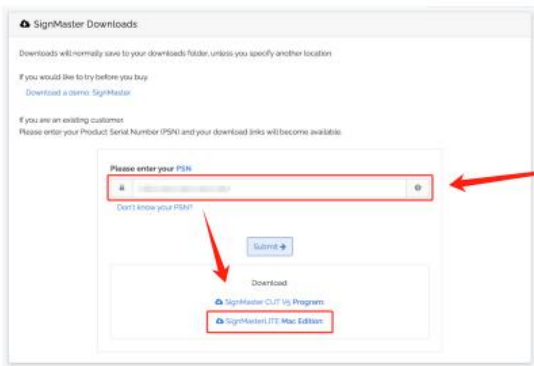 SignMaster Downloads
Downloads will normally save to your downloads folder, unless you specify another location.
If you would like to try before you buy.
Download a demo: SignMaster
If you are an existing customer.
Please enter your Product Serial Number (PSN) and your download links will become available.
Please enter your PSN
Don't know your PSN?
Submit
Download:
SignMaster CUT V5 Program:
SignMasterLITE Mac Edition: